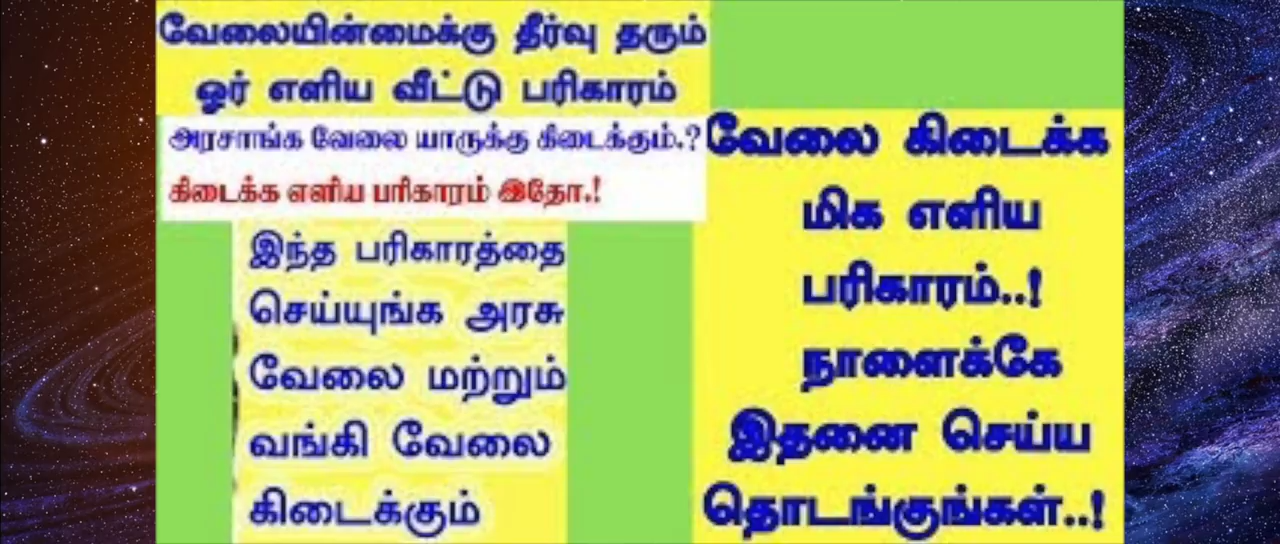 வேலையின்மைக்கு தீர்வு தரும்
ஓர் எளிய வீட்டு பரிகாரம்
அரசாங்க வேலை யாருக்கு கிடைக்கும்.?
கிடைக்க எளிய பரிகாரம் இதோ.!
இந்த பரிகாரத்தை
செய்யுங்க அரசு
வேலை மற்றும்
வங்கி வேலை
கிடைக்கும்
வேலை கிடைக்க
மிக எளிய
பரிகாரம்..!
நாளைக்கே
இதனை செய்ய
தொடங்குங்கள்..!